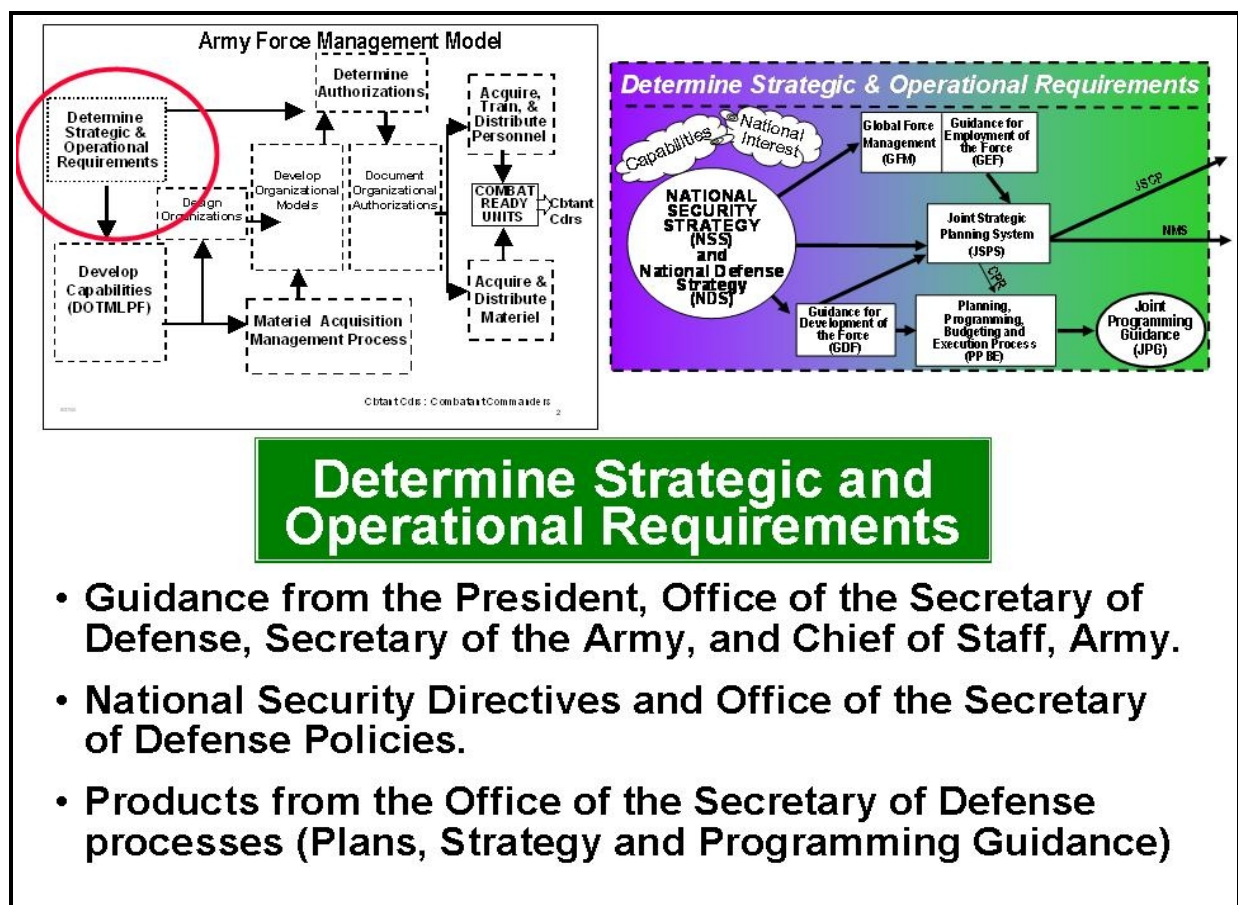 Army Force Management Model
Determine
Strategic &
Operational
Requirements
Determine
Authorizations
Acquire,
Train, &
Distribute
Personnel
Design
Organizations
Develop
Organizational
Models
Document
Organizational
Authorizations
COMBAT
READY
UNITS
Cbtant
Cdrs
Develop
Capabilities
(DOTMLPF)
Materiel Acquisition
Management Process
Acquire &
Distribute
Materiel
Cbtant Cdrs : Combatant Commanders
2
Determine Strategic & Operational Requirements
Capabilities
National
Interest
Global Force
Management
(GFM)
Guidance for
Employment of
the Force
(GEF)
NATIONAL
SECURITY
STRATEGY
(NSS)
and
National Defense
Strategy
(NDS)
Joint Strategic
Planning System
(JSPS)
JSCP
NMS
CPR
Guidance for
Development of
the Force
(GDF)
Planning,
Programming,
Budgeting and
Execution Process
(PPBE)
Joint
Programming
Guidance
(JPG)
Determine Strategic and
Operational Requirements
• Guidance from the President, Office of the Secretary of
Defense, Secretary of the Army, and Chief of Staff, Army.
• National Security Directives and Office of the Secretary
of Defense Policies.
• Products from the Office of the Secretary of Defense
processes (Plans, Strategy and Programming Guidance)